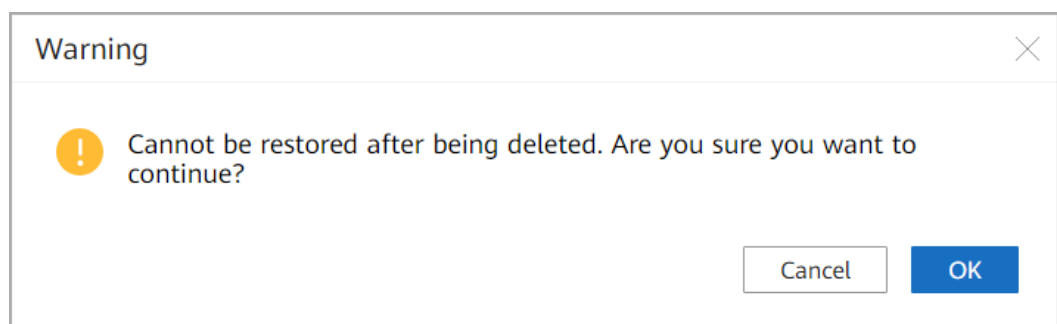 Warning
Cannot be restored after being deleted. Are you sure you want to
continue?
Cancel
OK